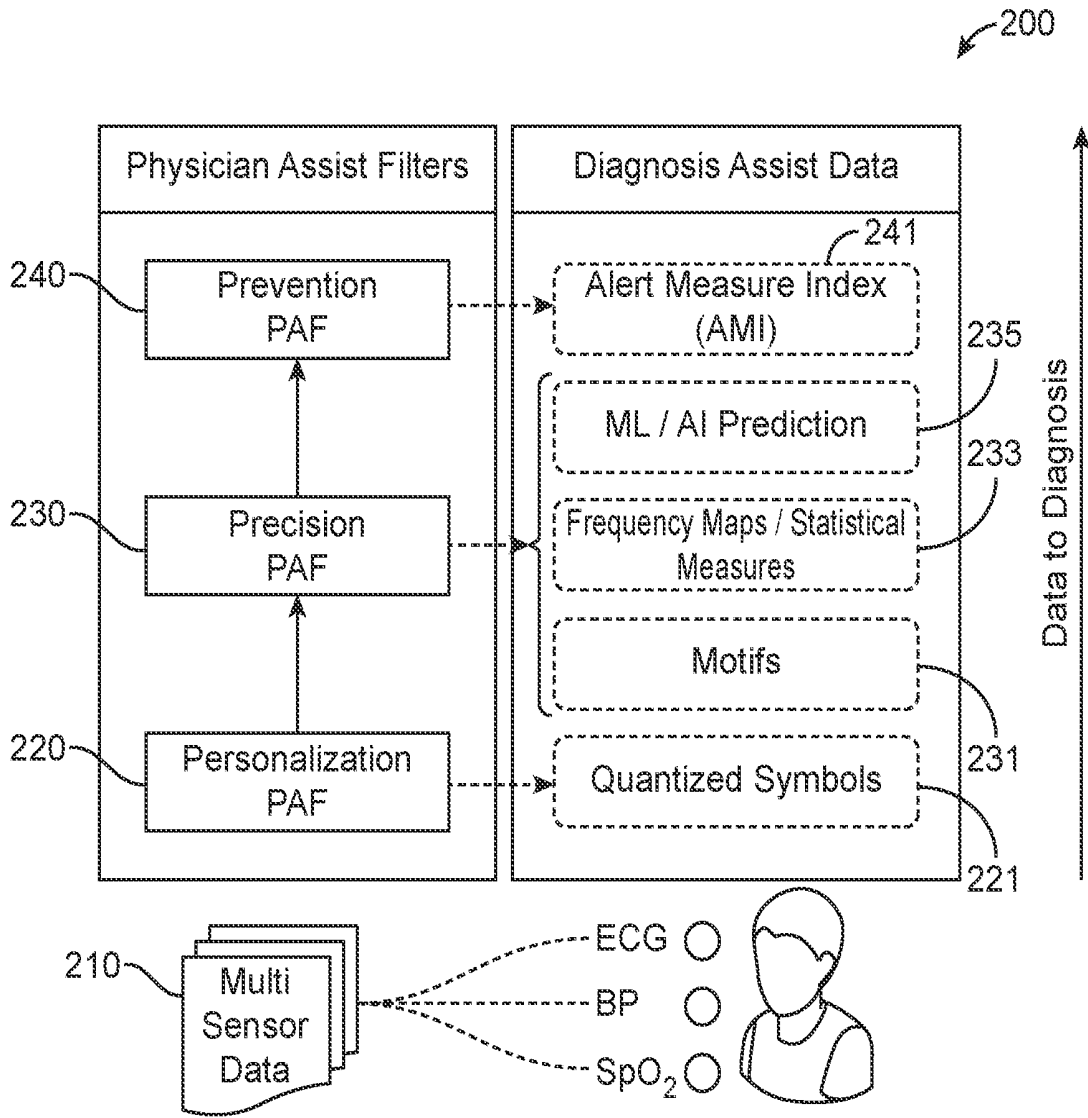 200
Physician Assist Filters
Diagnosis Assist Data
241
240
Prevention
PAF
Alert Measure Index
(AMI)
235
ML / AI Prediction
233
230
Precision
PAF
Frequency Maps / Statistical
Measures
Motifs
231
220
Personalization
PAF
Quantized Symbols
221
Data to Diagnosis
210
Multi
Sensor
Data
ECG
BP
SpO₂